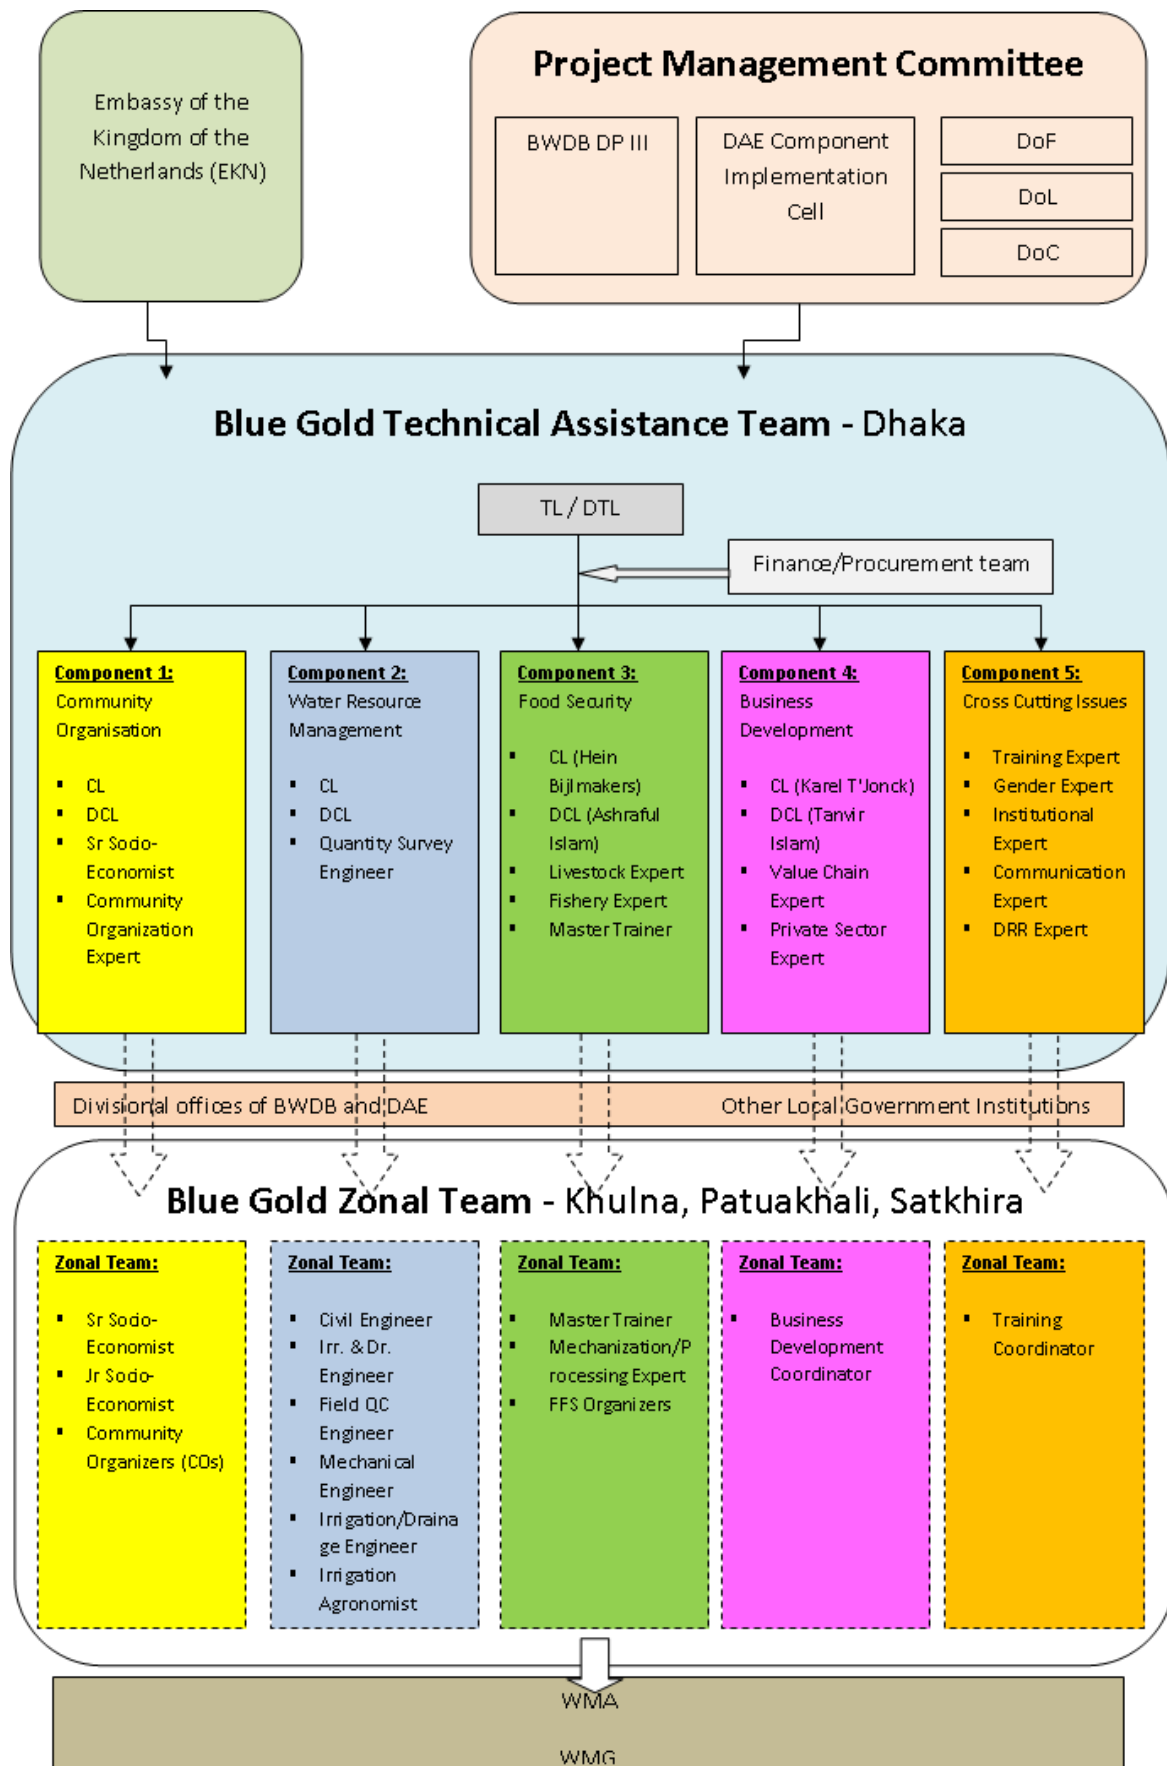 Embassy of the
Kingdom of the
Netherlands (EKN)
Project Management Committee
BWDB DP III
DAE Component
Implementation
Cell
DoF
DoL
DoC
Blue Gold Technical Assistance Team - Dhaka
TL / DTL
Finance/Procurement team
Component 1:
Community
Organisation
▪ CL
▪ DCL
▪ Sr Socio-
Economist
▪ Community
Organization
Expert
Component 2:
Water Resource
Management
▪ CL
▪ DCL
▪ Quantity Survey
Engineer
Component 3:
Food Security
▪ CL (Hein
Bijlmakers)
▪ DCL (Ashraful
Islam)
▪ Livestock Expert
▪ Fishery Expert
▪ Master Trainer
Component 4:
Business
Development
▪ CL (Karel T'Jonck)
▪ DCL (Tanvir
Islam)
▪ Value Chain
Expert
▪ Private Sector
Expert
Component 5:
Cross Cutting Issues
▪ Training Expert
▪ Gender Expert
▪ Institutional
Expert
▪ Communication
Expert
▪ DRR Expert
Divisional offices of BWDB and DAE
Other Local Government Institutions
Blue Gold Zonal Team - Khulna, Patuakhali, Satkhira
Zonal Team:
▪ Sr Socio-
Economist
▪ Jr Socio-
Economist
▪ Community
Organizers (COs)
Zonal Team:
▪ Civil Engineer
▪ Irr. & Dr.
Engineer
▪ Field QC
Engineer
▪ Mechanical
Engineer
▪ Irrigation/Draina
ge Engineer
▪ Irrigation
Agronomist
Zonal Team:
▪ Master Trainer
▪ Mechanization/P
rocessing Expert
▪ FFS Organizers
Zonal Team:
▪ Business
Development
Coordinator
Zonal Team:
▪ Training
Coordinator
WMA
WMG